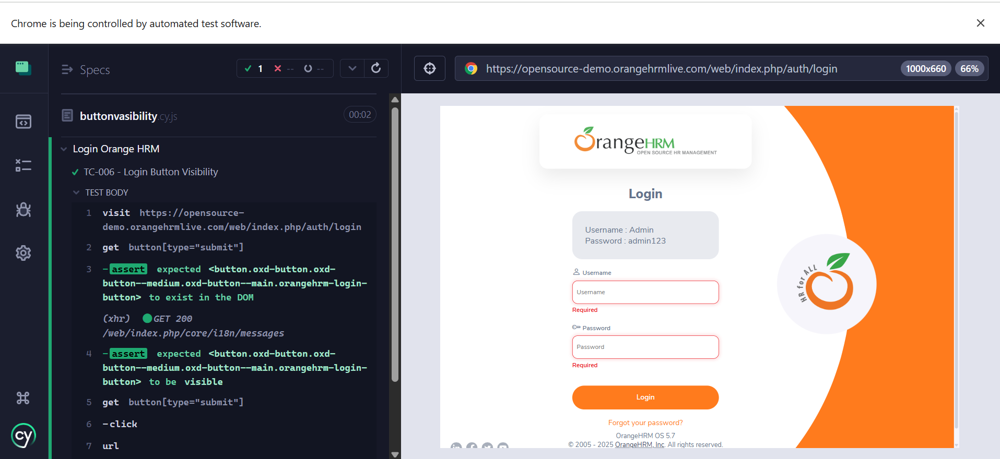 Chrome is being controlled by automated test software.
Specs
1 -- --
https://opensource-demo.orangehrmlive.com/web/index.php/auth/login
1000x660
66%
buttonvasibility.cy.js
00:02
Login Orange HRM
TC-006 - Login Button Visibility
TEST BODY
1 visit https://opensource-
demo.orangehrmlive.com/web/index.php/auth/login
2 get button[type="submit"]
3 -assert expected <button.oxd-button.oxd-
button--medium.oxd-button--main.orangehrm-login-
button> to exist in the DOM
(xhr) GET 200
/web/index.php/core/i18n/messages
4 -assert expected <button.oxd-button.oxd-
button--medium.oxd-button--main.orangehrm-login-
button> to be visible
5 get button[type="submit"]
6 -click
7 url
cy
OrangeHRM
OPEN SOURCE HR MANAGEMENT
Login
Username : Admin
Password : admin123
Username
Username
Required
Password
Password
Required
Login
Forgot your password?
OrangeHRM OS 5.7
© 2005 - 2025 OrangeHRM, Inc. All rights reserved.
HR for ALL